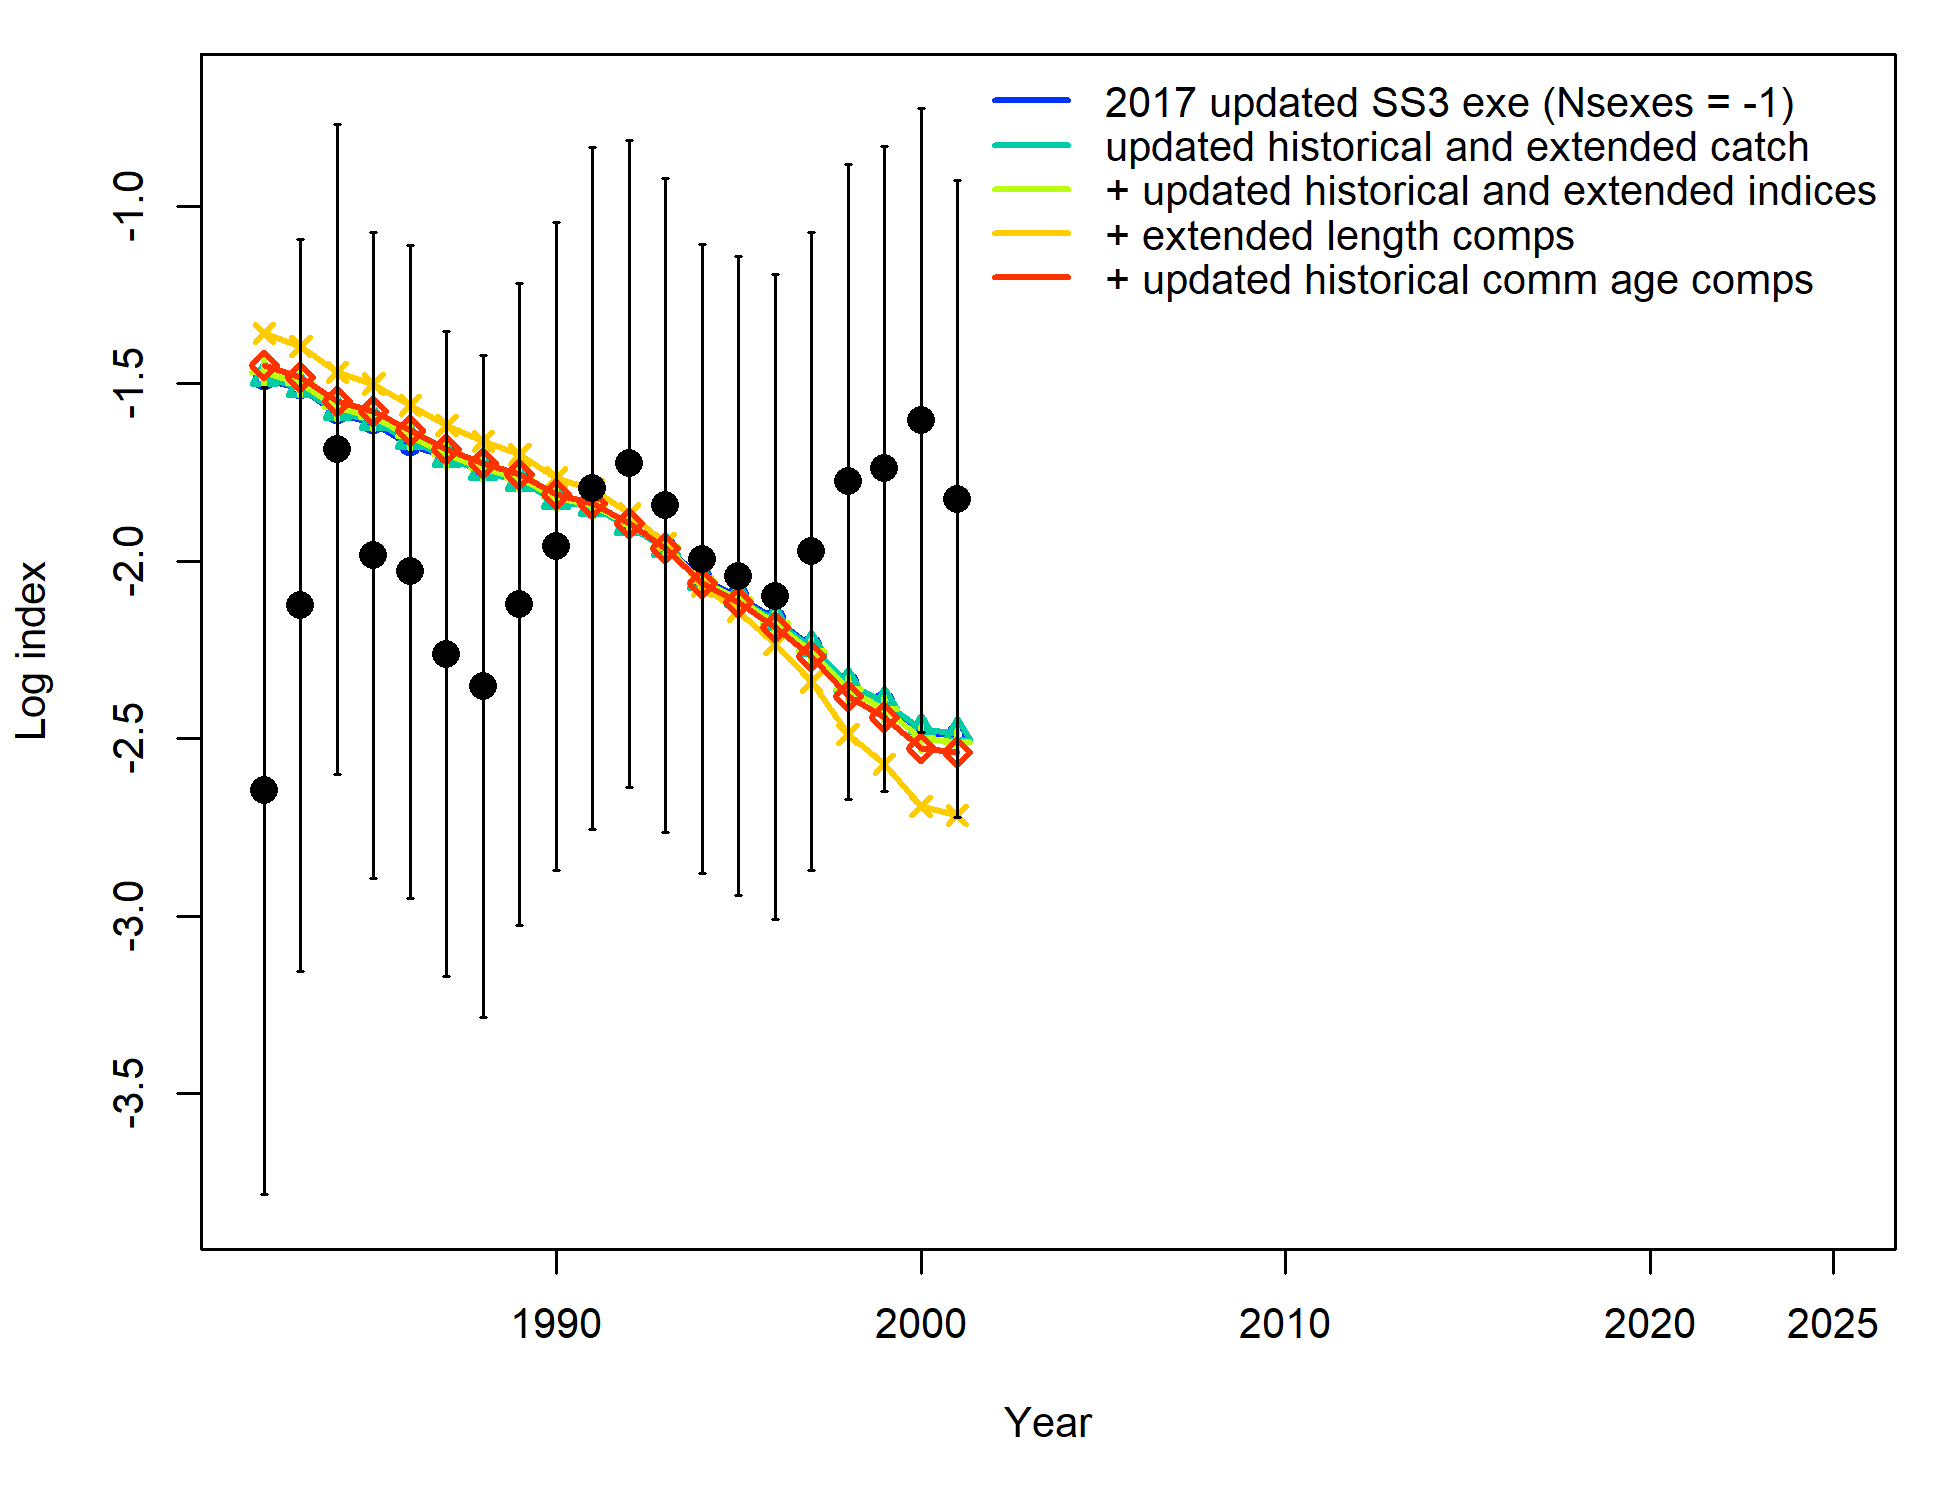 2017 updated SS3 exe (Nsexes = -1)
updated historical and extended catch
+ updated historical and extended indices
+ extended length comps
+ updated historical comm age comps
-1.0
-1.5
-2.0
-2.5
-3.0
-3.5
Log index
1990
2000
2010
2020
2025
Year